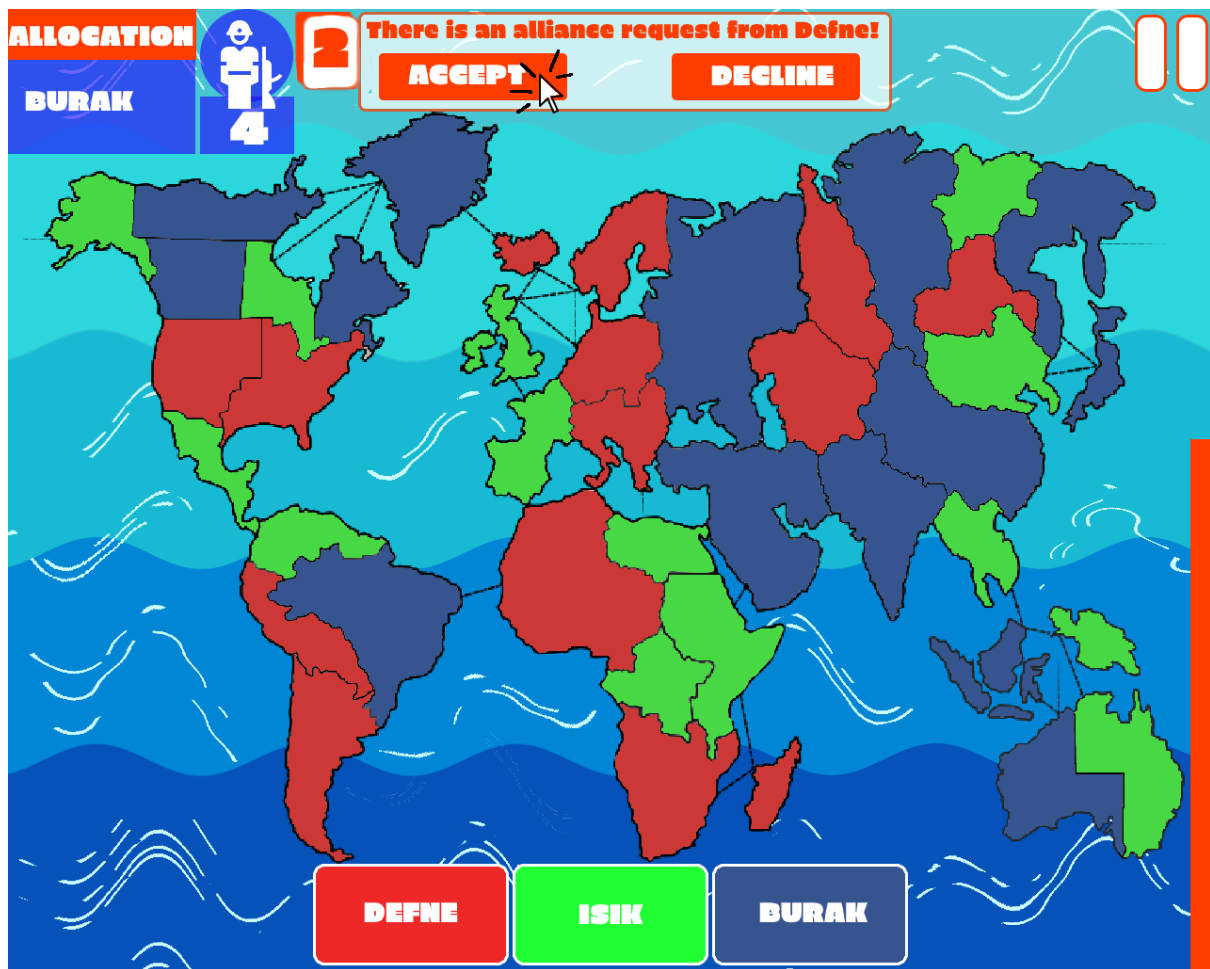 ALLOCATION
BURAK
4
2
There is an alliance request from Defne!
ACCEPT
DECLINE
DEFNE
ISIK
BURAK